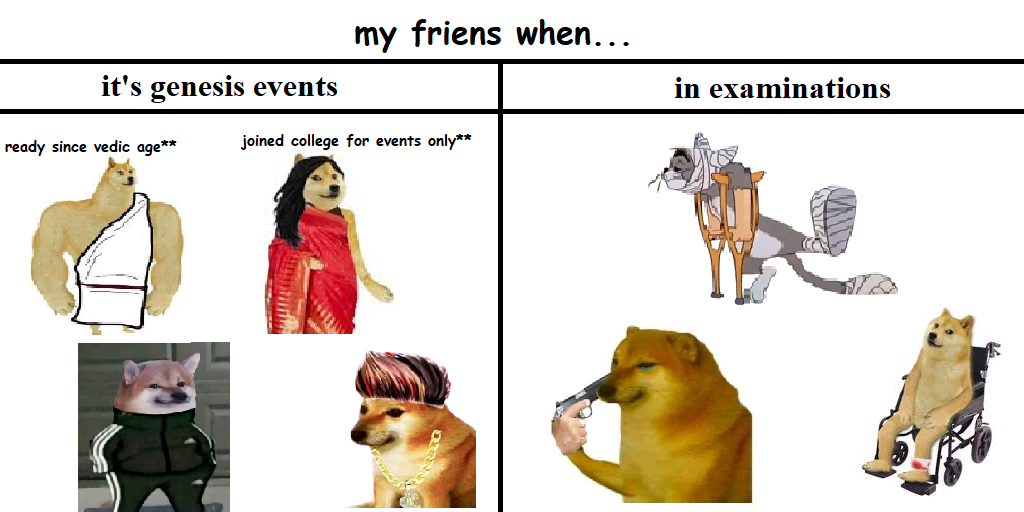 my friens when...
it's genesis events
in examinations
ready since vedic age**
joined college for events only**